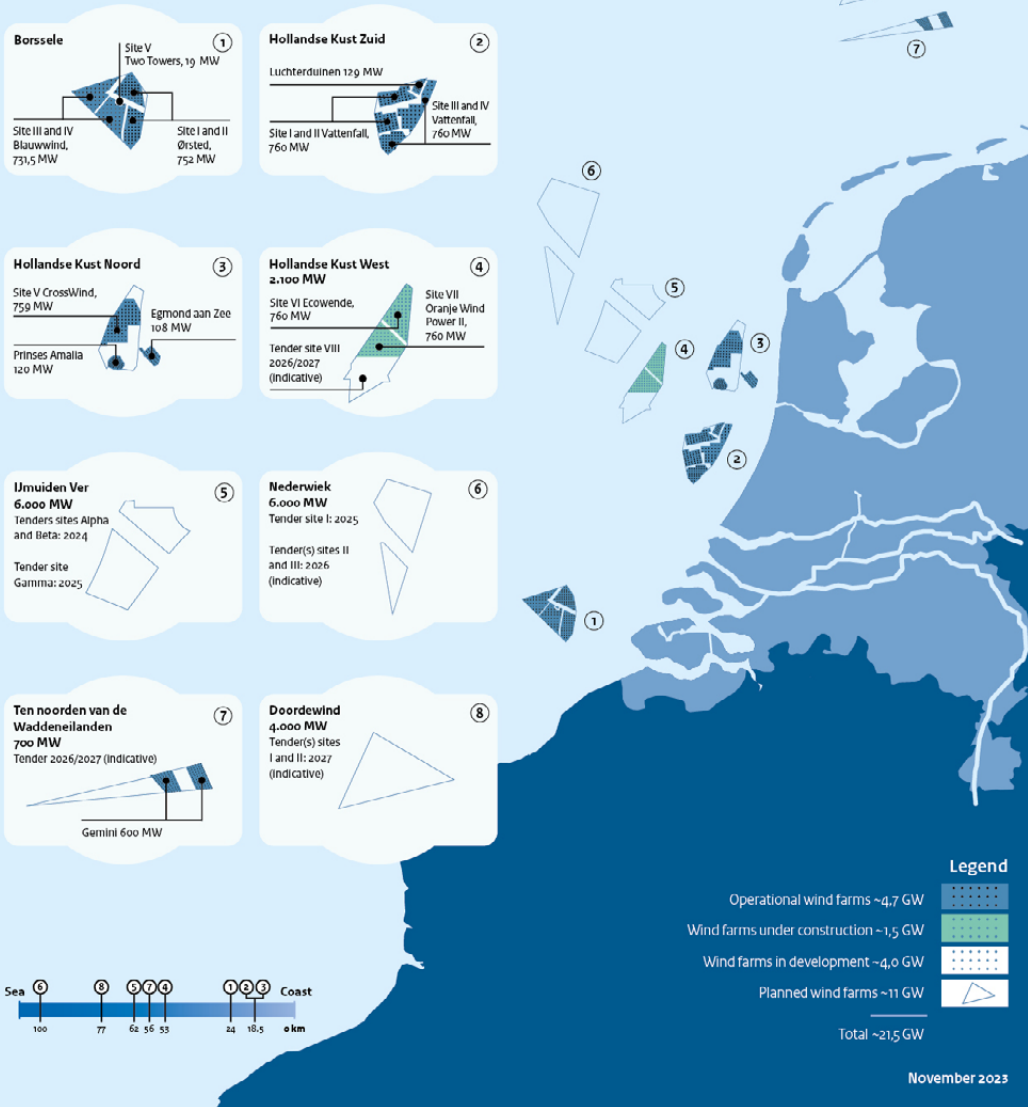 Borssele
1
Site V
Two Towers, 19 MW
Site III and IV
Blauwwind,
731,5 MW
Site I and II
Ørsted,
752 MW
Hollandse Kust Zuid
2
Luchterduinen 129 MW
Site I and II Vattenfall,
760 MW
Site III and IV
Vattenfall,
760 MW
Hollandse Kust Noord
3
Site V CrossWind,
759 MW
Egmond aan Zee
108 MW
Prinses Amalia
120 MW
Hollandse Kust West
2.100 MW
4
Site VI Ecowende,
760 MW
Site VII
Oranje Wind
Power II,
760 MW
Tender site VIII
2026/2027
(indicative)
IJmuiden Ver
6.000 MW
5
Tenders sites Alpha
and Beta: 2024
Tender site
Gamma: 2025
Nederwiek
6.000 MW
6
Tender site I: 2025
Tender(s) sites II
and III: 2026
(indicative)
Ten noorden van de
Waddeneilanden
700 MW
7
Tender 2026/2027 (indicative)
Gemini 600 MW
Doordewind
4.000 MW
8
Tender(s) sites
I and II: 2027
(indicative)
7
6
5
4
3
2
1
Sea
6
8
5
7
4
1
2
3
Coast
100
77
62
56
53
24
18.5
0 km
Legend
Operational wind farms ~4,7 GW
Wind farms under construction ~1,5 GW
Wind farms in development ~4,0 GW
Planned wind farms ~11 GW
Total ~21,5 GW
November 2023